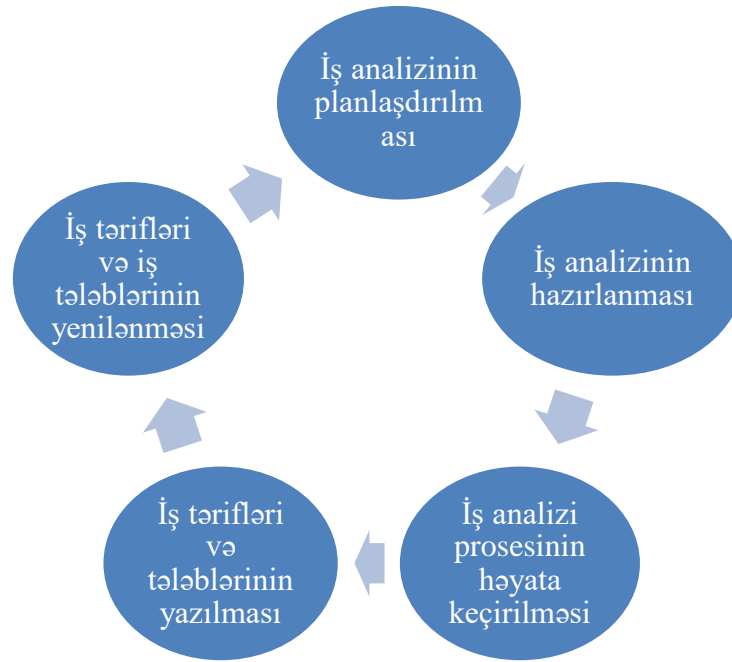 İş analizinin
planlaşdırılm
ası
İş analizinin
hazırlanması
İş analizi
prosesinin
həyata
keçirilməsi
İş tərifləri
və
tələblərinin
yazılması
İş tərifləri
və iş
tələblərinin
yenilənməsi